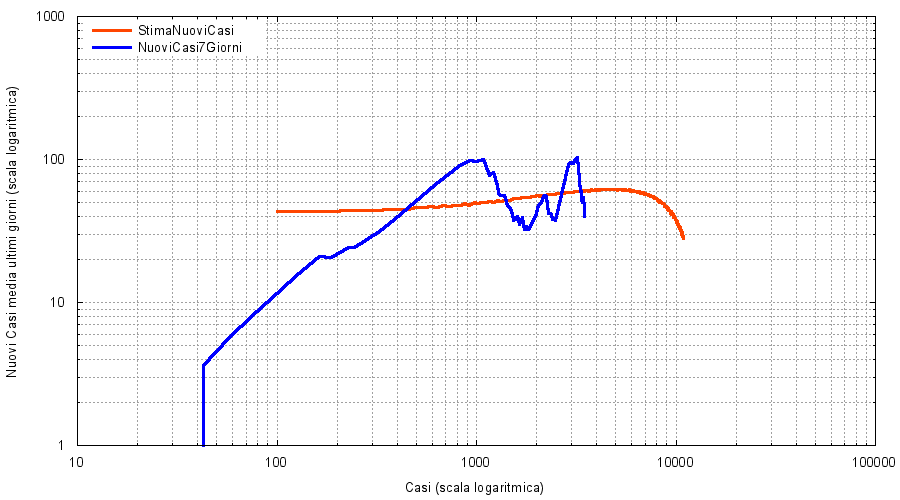 1000
StimaNuoviCasi
NuoviCasi7Giorni
100
10
1
10
100
1000
10000
100000
Nuovi Casi media ultimi giorni (scala logaritmica)
Casi (scala logaritmica)